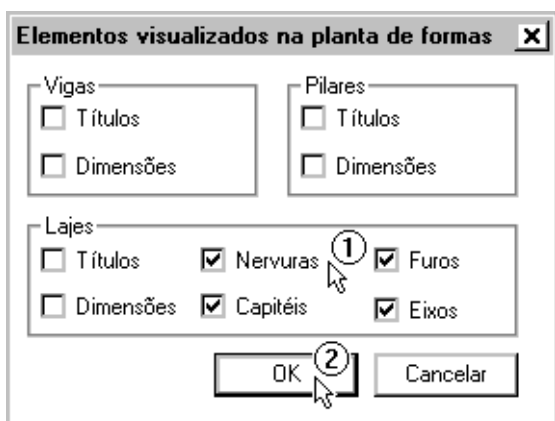 Elementos visualizados na planta de formas
Vigas
Títulos
Dimensões
Pilares
Títulos
Dimensões
Lajes
Títulos Nervuras 1 Furos
Dimensões Capitéis Eixos
OK 2 Cancelar